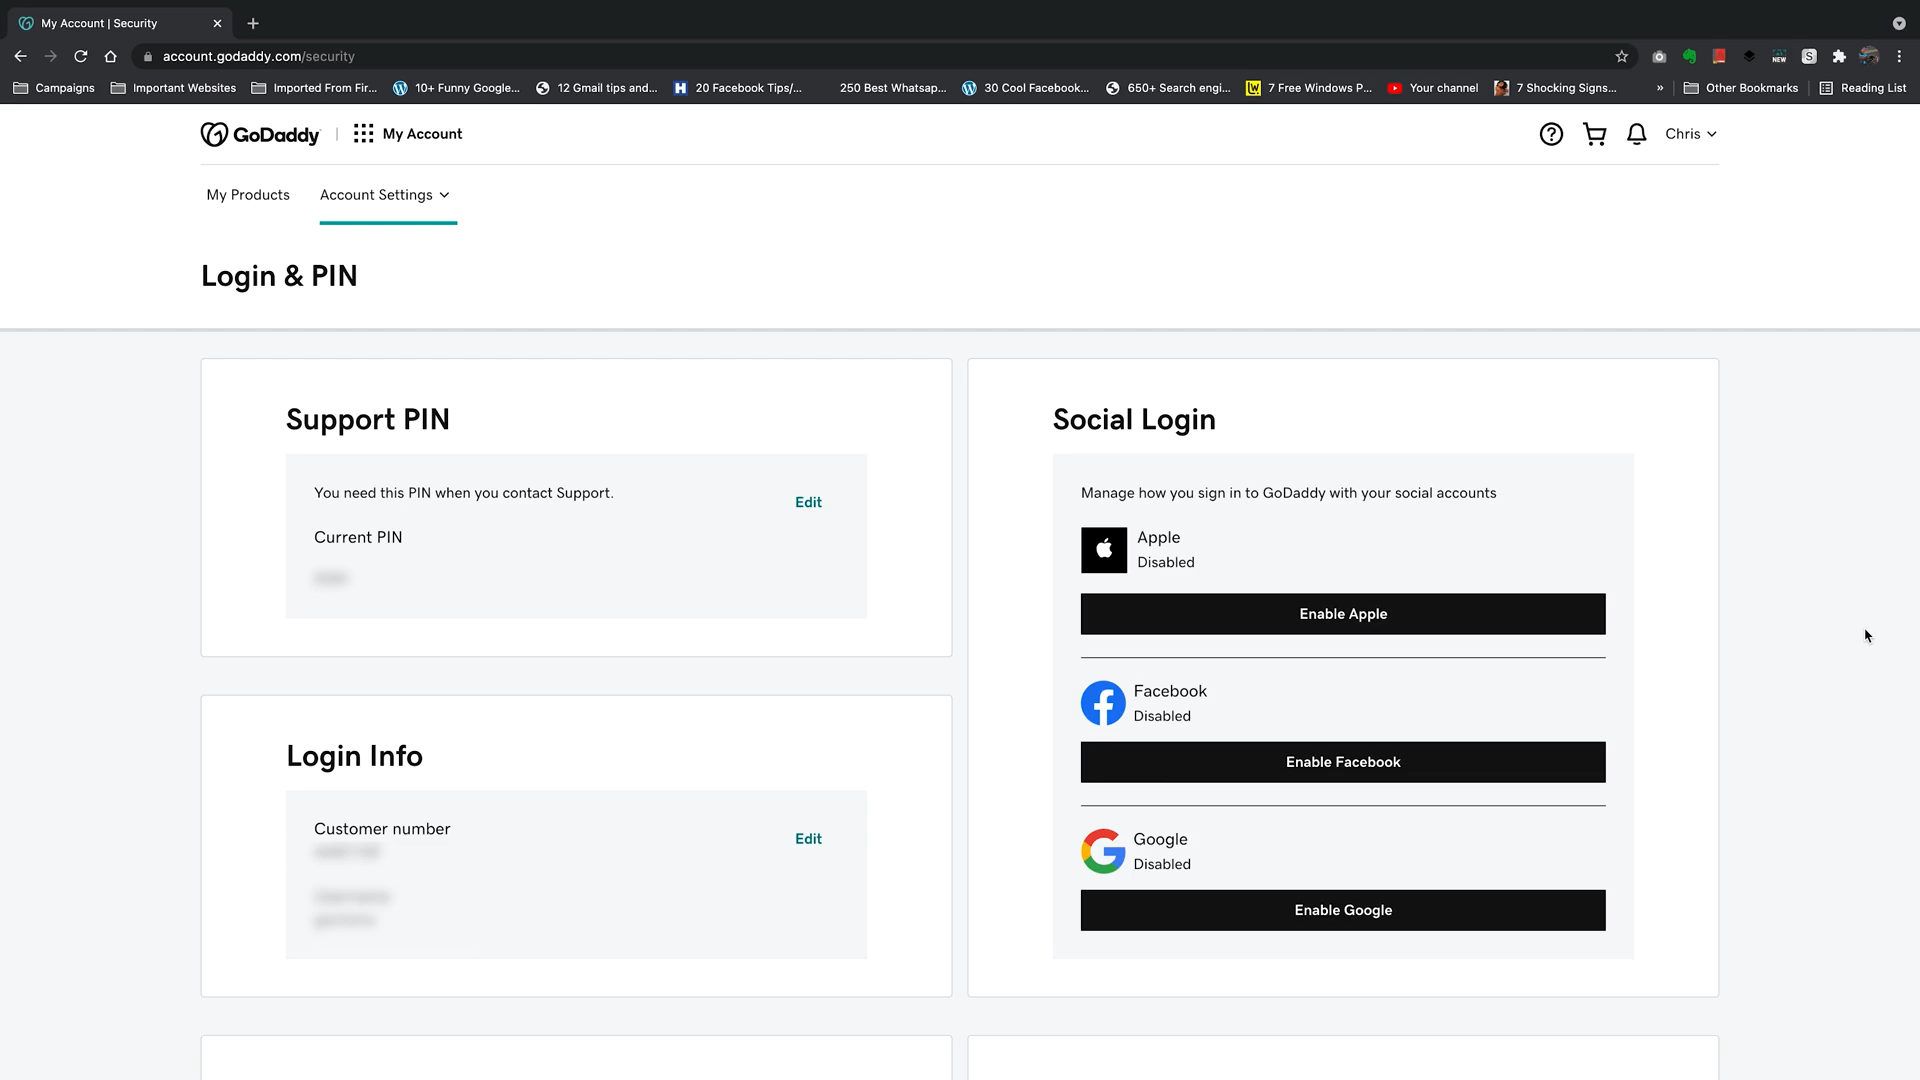 My Account | Security
account.godaddy.com/security
Campaigns
Important Websites
Imported From Fir...
10+ Funny Google...
12 Gmail tips and...
20 Facebook Tips/...
250 Best Whatsap...
30 Cool Facebook...
650+ Search engi...
7 Free Windows P...
Your channel
7 Shocking Signs...
»
Other Bookmarks
Reading List
GoDaddy
My Account
Chris
My Products
Account Settings
Login & PIN
Support PIN
You need this PIN when you contact Support.
Edit
Current PIN
Login Info
Customer number
Edit
Social Login
Manage how you sign in to GoDaddy with your social accounts
Apple
Disabled
Enable Apple
Facebook
Disabled
Enable Facebook
Google
Disabled
Enable Google